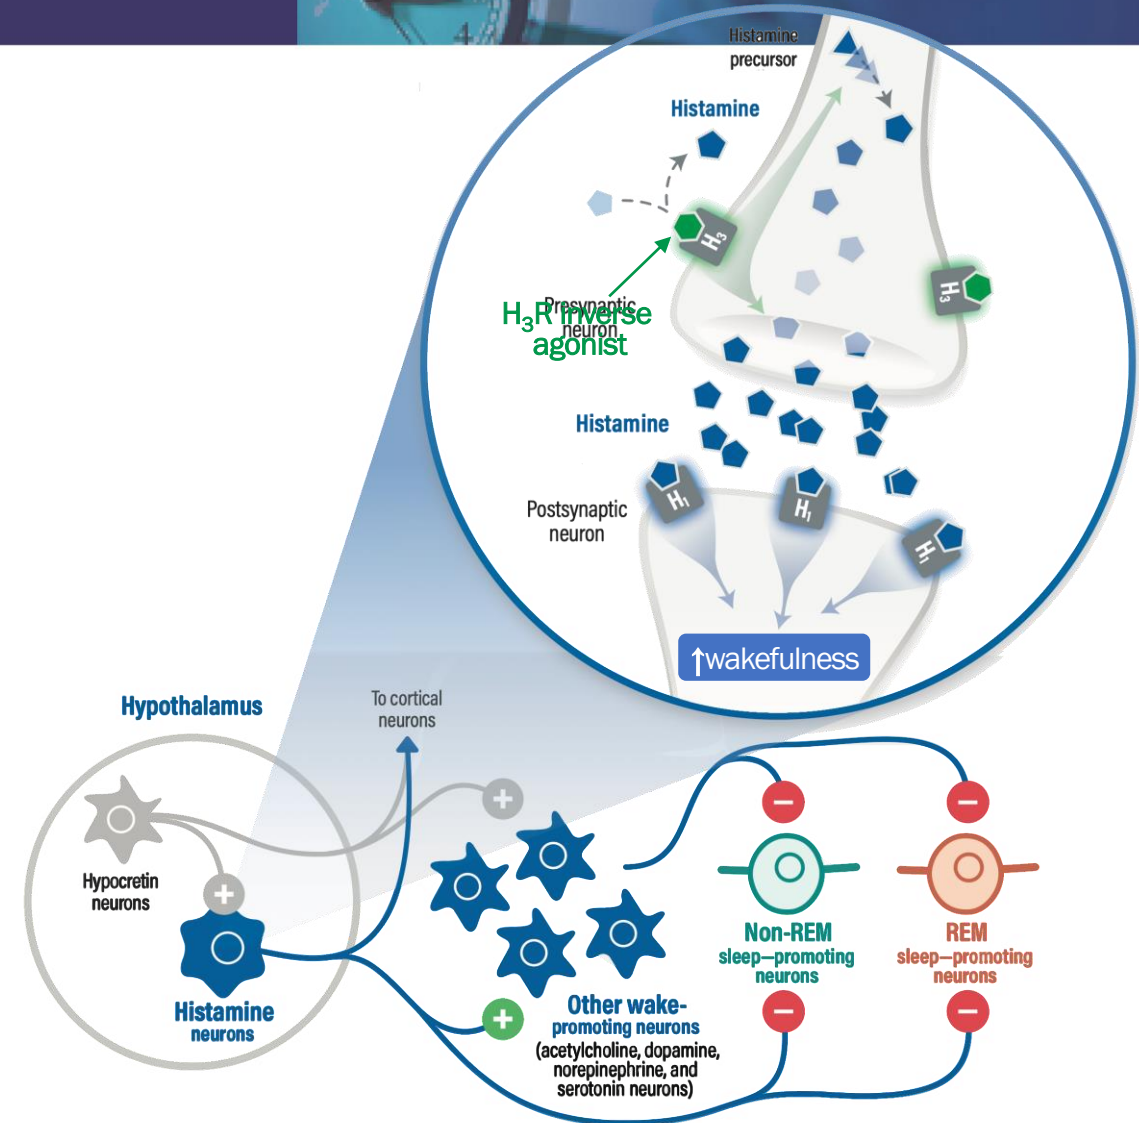 Histamine
precursor
Histamine
H3
H3
Presynaptic
neuron
H3R inverse
agonist
Histamine
Postsynaptic
neuron
H1
H1
H1
↑wakefulness
Hypothalamus
To cortical
neurons
+
Hypocretin
neurons
+
Histamine
neurons
+
Other wake-
promoting neurons
(acetylcholine, dopamine,
norepinephrine, and
serotonin neurons)
−
−
Non-REM
sleep—promoting
neurons
REM
sleep—promoting
neurons
−
−